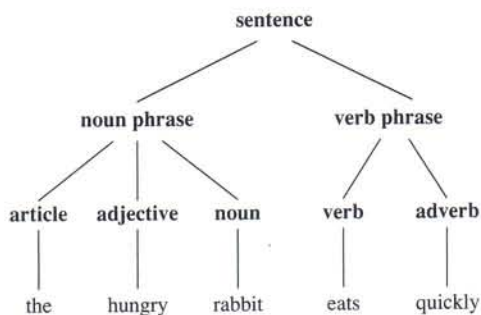 sentence
noun phrase verb phrase
article adjective noun verb adverb
the hungry rabbit eats quickly